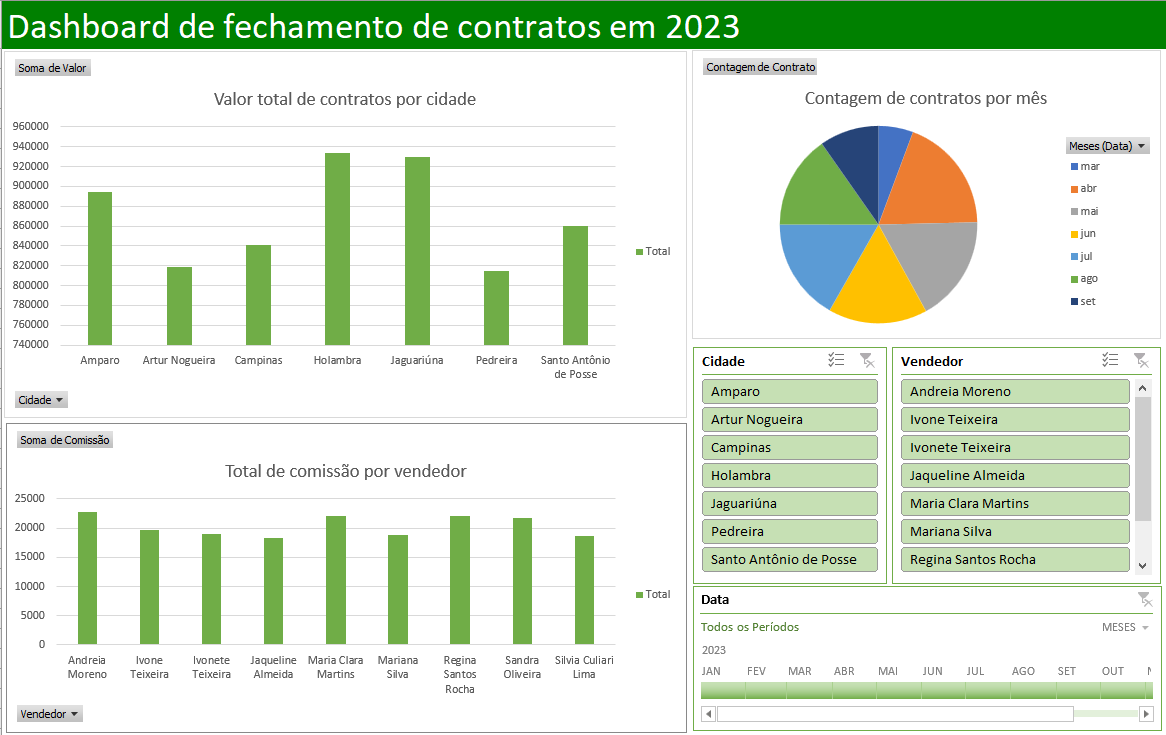 Dashboard de fechamento de contratos em 2023
Soma de Valor
Valor total de contratos por cidade
960000
940000
920000
900000
880000
860000
840000
820000
800000
780000
760000
740000
Amparo
Artur Nogueira
Campinas
Holambra
Jaguariúna
Pedreira
Santo Antônio
de Posse
Total
Cidade
Contagem de Contrato
Contagem de contratos por mês
Meses (Data)
mar
abr
mai
jun
jul
ago
set
Soma de Comissão
Total de comissão por vendedor
25000
20000
15000
10000
5000
0
Andreia
Moreno
Ivone
Teixeira
Ivonete
Teixeira
Jaqueline
Almeida
Maria Clara
Martins
Mariana
Silva
Regina
Santos
Rocha
Sandra
Oliveira
Silvia Culiari
Lima
Total
Vendedor
Cidade
Amparo
Artur Nogueira
Campinas
Holambra
Jaguariúna
Pedreira
Santo Antônio de Posse
Vendedor
Andreia Moreno
Ivone Teixeira
Ivonete Teixeira
Jaqueline Almeida
Maria Clara Martins
Mariana Silva
Regina Santos Rocha
Data
Todos os Períodos
MESES
2023
JAN FEV MAR ABR MAI JUN JUL AGO SET OUT